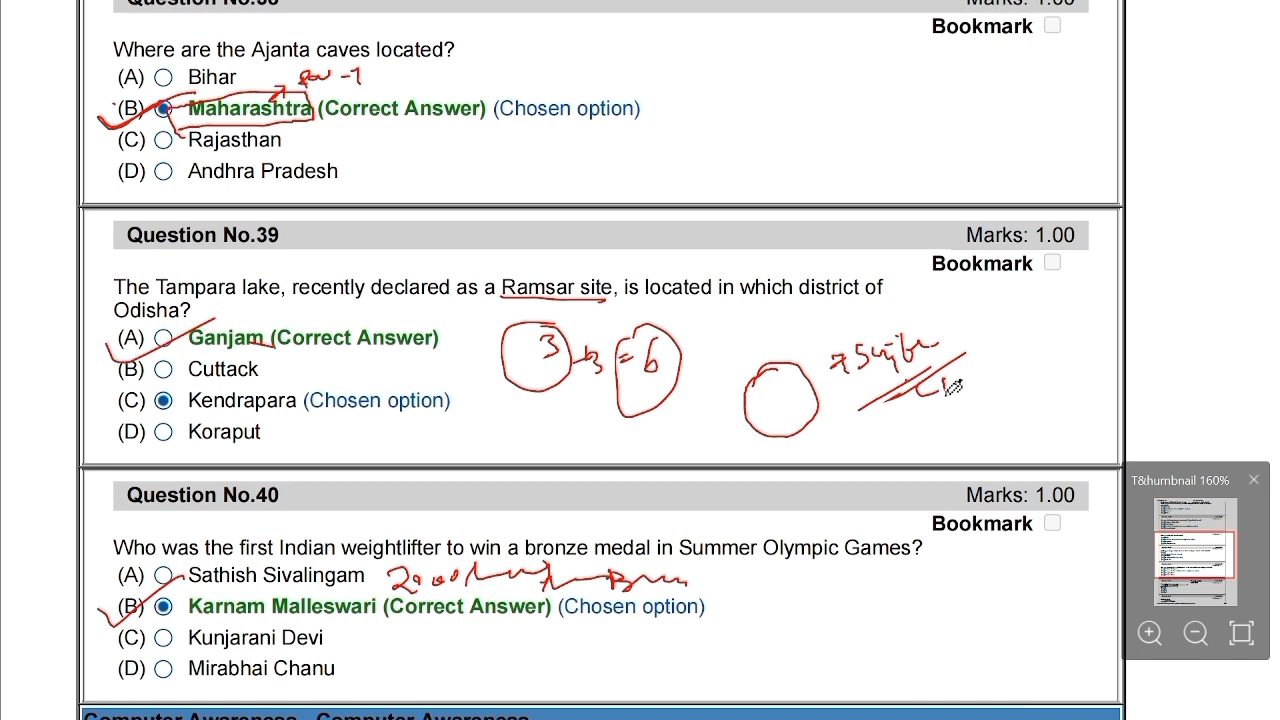 Question No.38 Marks: 1.00
Bookmark
Where are the Ajanta caves located?
(A) Bihar
(B) Maharashtra (Correct Answer) (Chosen option)
(C) Rajasthan
(D) Andhra Pradesh
Question No.39 Marks: 1.00
Bookmark
The Tampara lake, recently declared as a Ramsar site, is located in which district of
Odisha?
(A) Ganjam (Correct Answer)
(B) Cuttack
(C) Kendrapara (Chosen option)
(D) Koraput
3 = 6
Question No.40 Marks: 1.00
Bookmark
Who was the first Indian weightlifter to win a bronze medal in Summer Olympic Games?
(A) Sathish Sivalingam
(B) Karnam Malleswari (Correct Answer) (Chosen option)
(C) Kunjarani Devi
(D) Mirabhai Chanu
Computer Awareness - Computer Awareness
T&humbnail 160%